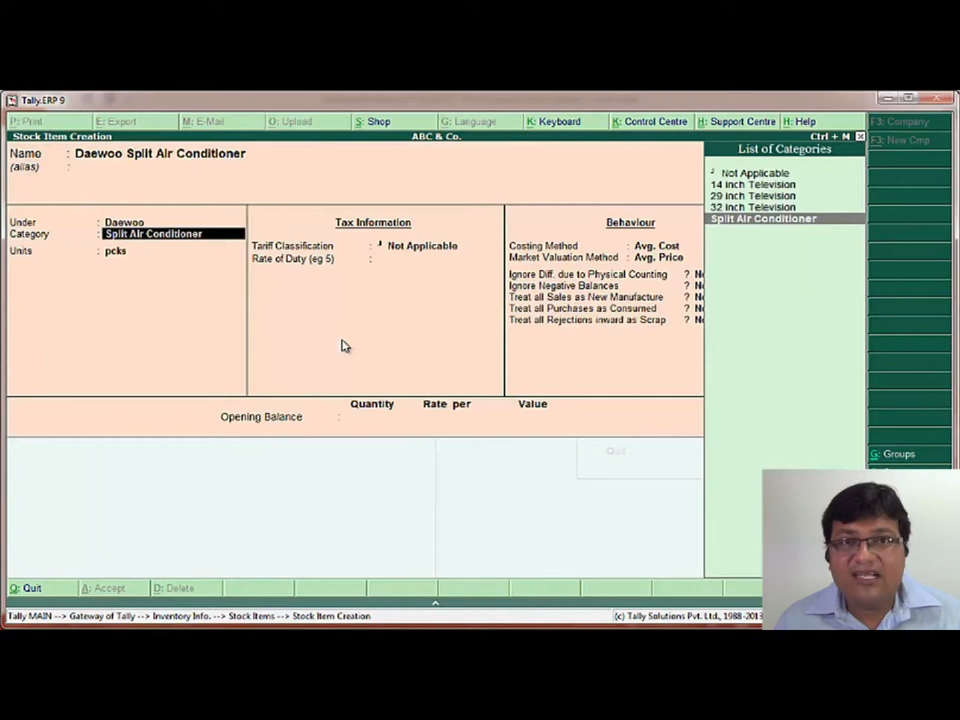 Tally.ERP 9
P: Print E: Export M: E-Mail O: Upload S: Shop G: Language K: Keyboard K: Control Centre H: Support Centre H: Help F3: Company
Stock Item Creation ABC & Co. Ctrl + M
F3: New Cmp
Name : Daewoo Split Air Conditioner
(alias) :
List of Categories
Not Applicable
14 inch Television
29 inch Television
32 inch Television
Split Air Conditioner
Under : Daewoo
Category : Split Air Conditioner
Units : pcks
Tax Information
Tariff Classification : Not Applicable
Rate of Duty (eg 5) :
Behaviour
Costing Method : Avg. Cost
Market Valuation Method : Avg. Price
Ignore Diff. due to Physical Counting ?
Ignore Negative Balances ?
Treat all Sales as New Manufacture ?
Treat all Purchases as Consumed ?
Treat all Rejections inward as Scrap ?
Quantity Rate per Value
Opening Balance :
Quit
G: Groups
Q: Quit A: Accept D: Delete
Tally MAIN --> Gateway of Tally --> Inventory Info. --> Stock Items --> Stock Item Creation (c) Tally Solutions Pvt. Ltd., 1988-2013